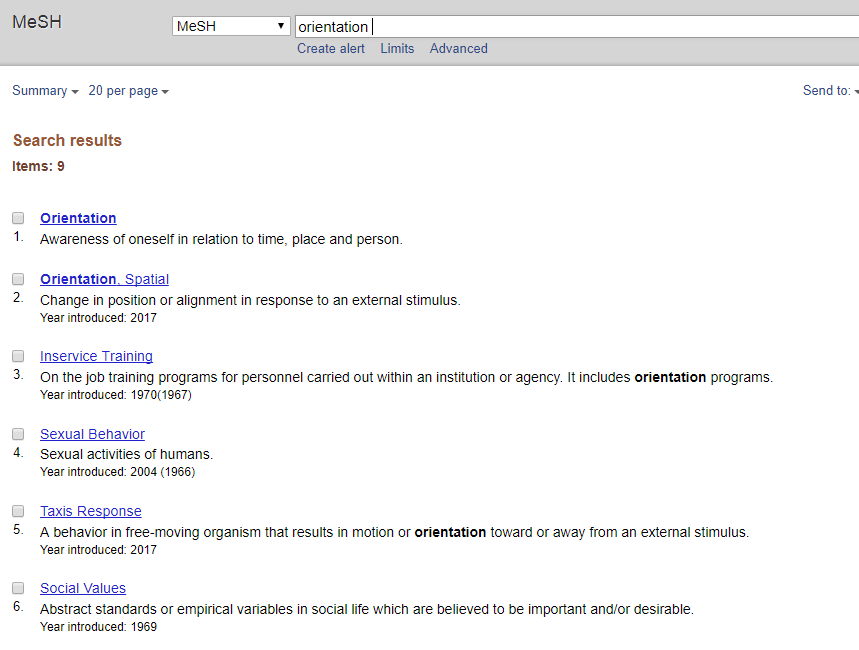 MeSH
MeSH orientation
Create alert Limits Advanced
Summary 20 per page Send to:
Search results
Items: 9
Orientation
1. Awareness of oneself in relation to time, place and person.
Orientation, Spatial
2. Change in position or alignment in response to an external stimulus.
Year introduced: 2017
Inservice Training
3. On the job training programs for personnel carried out within an institution or agency. It includes orientation programs.
Year introduced: 1970(1967)
Sexual Behavior
4. Sexual activities of humans.
Year introduced: 2004 (1966)
Taxis Response
5. A behavior in free-moving organism that results in motion or orientation toward or away from an external stimulus.
Year introduced: 2017
Social Values
6. Abstract standards or empirical variables in social life which are believed to be important and/or desirable.
Year introduced: 1969